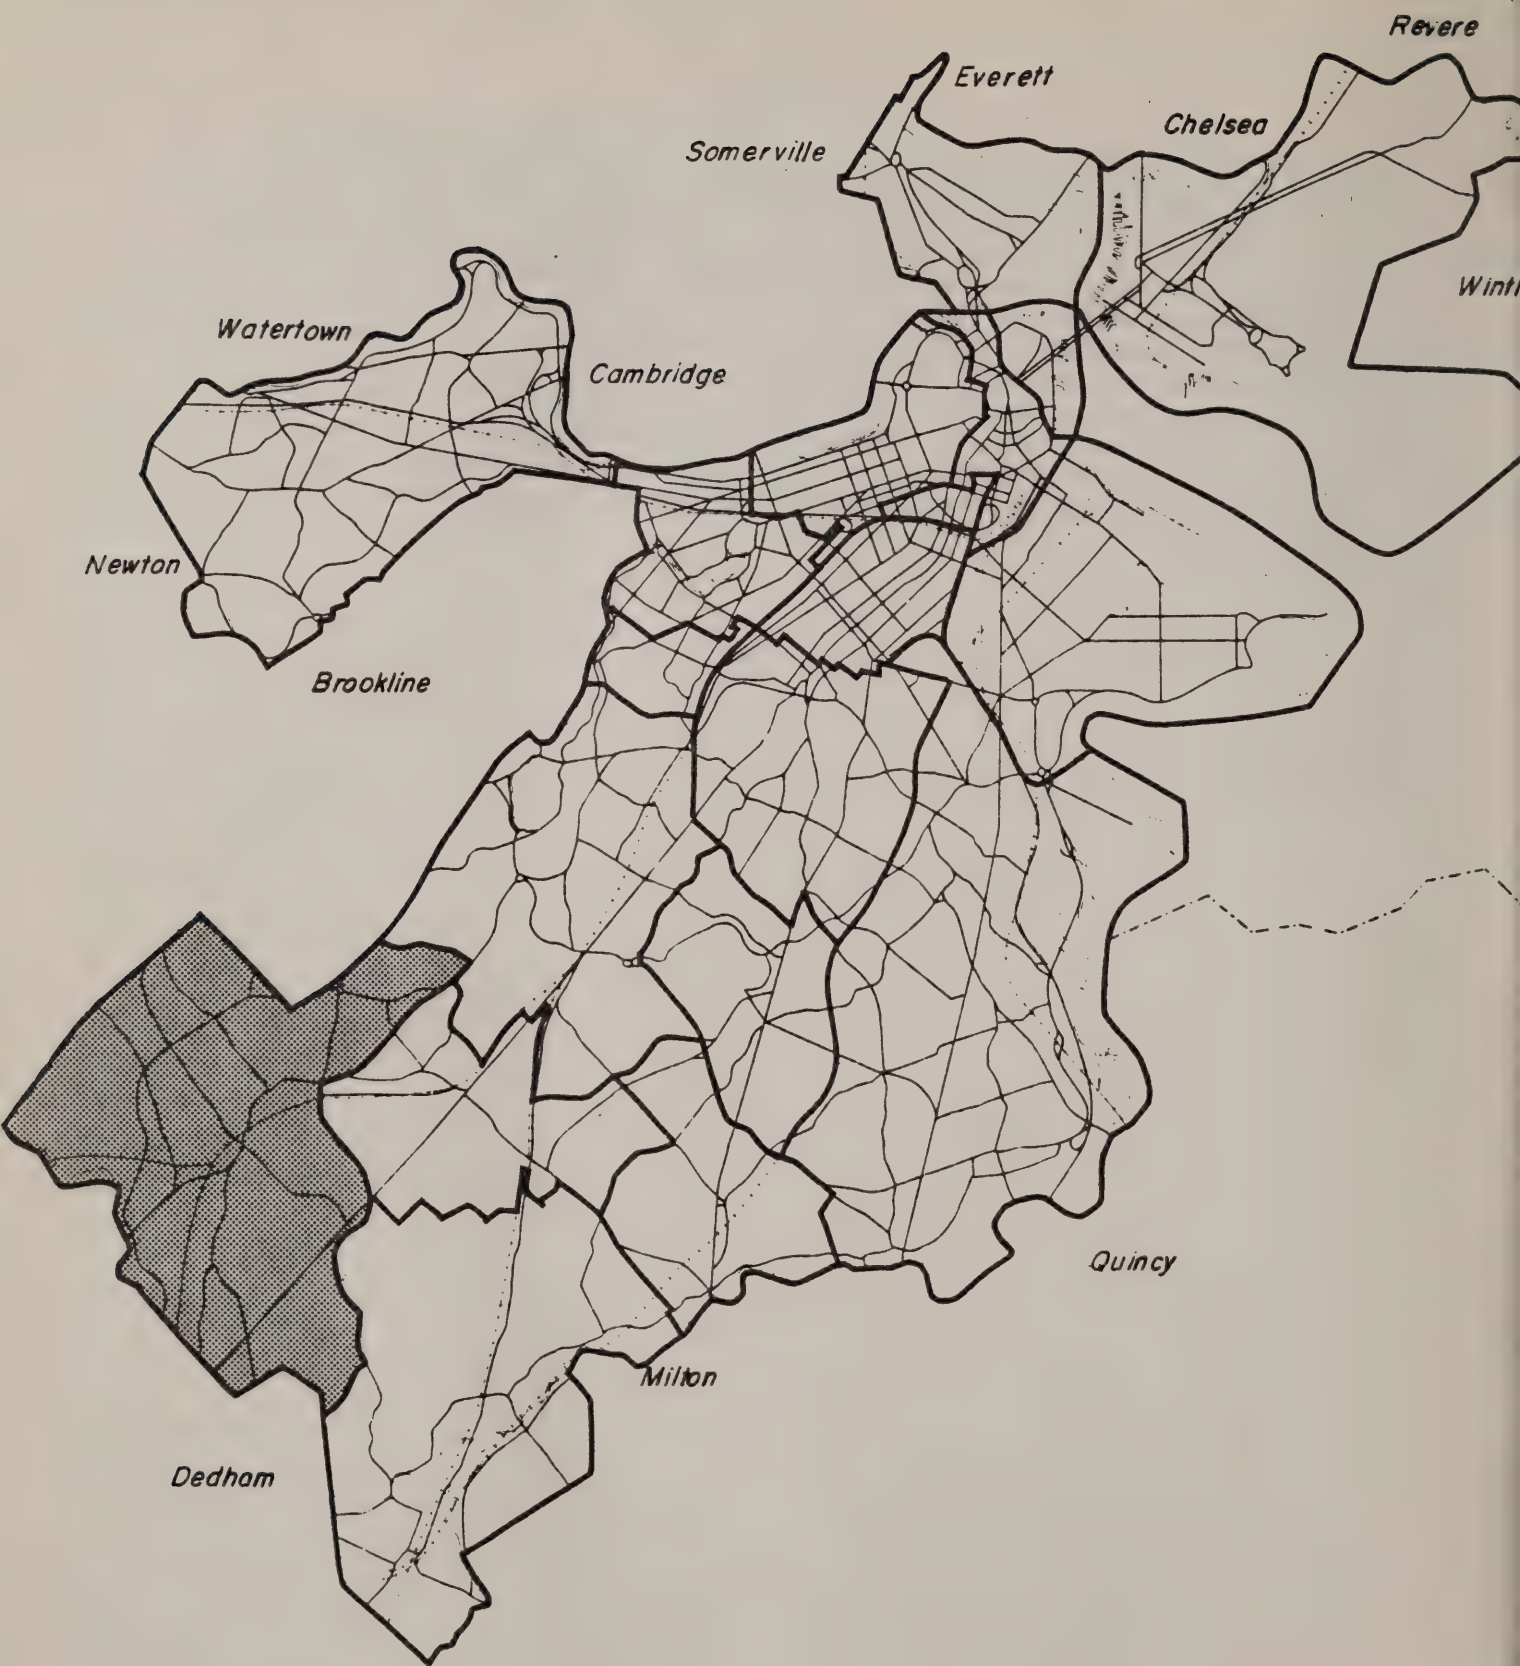 Revere
Everett
Chelsea
Somerville
Watertown
Cambridge
Newton
Brookline
Quincy
Milton
Dedham